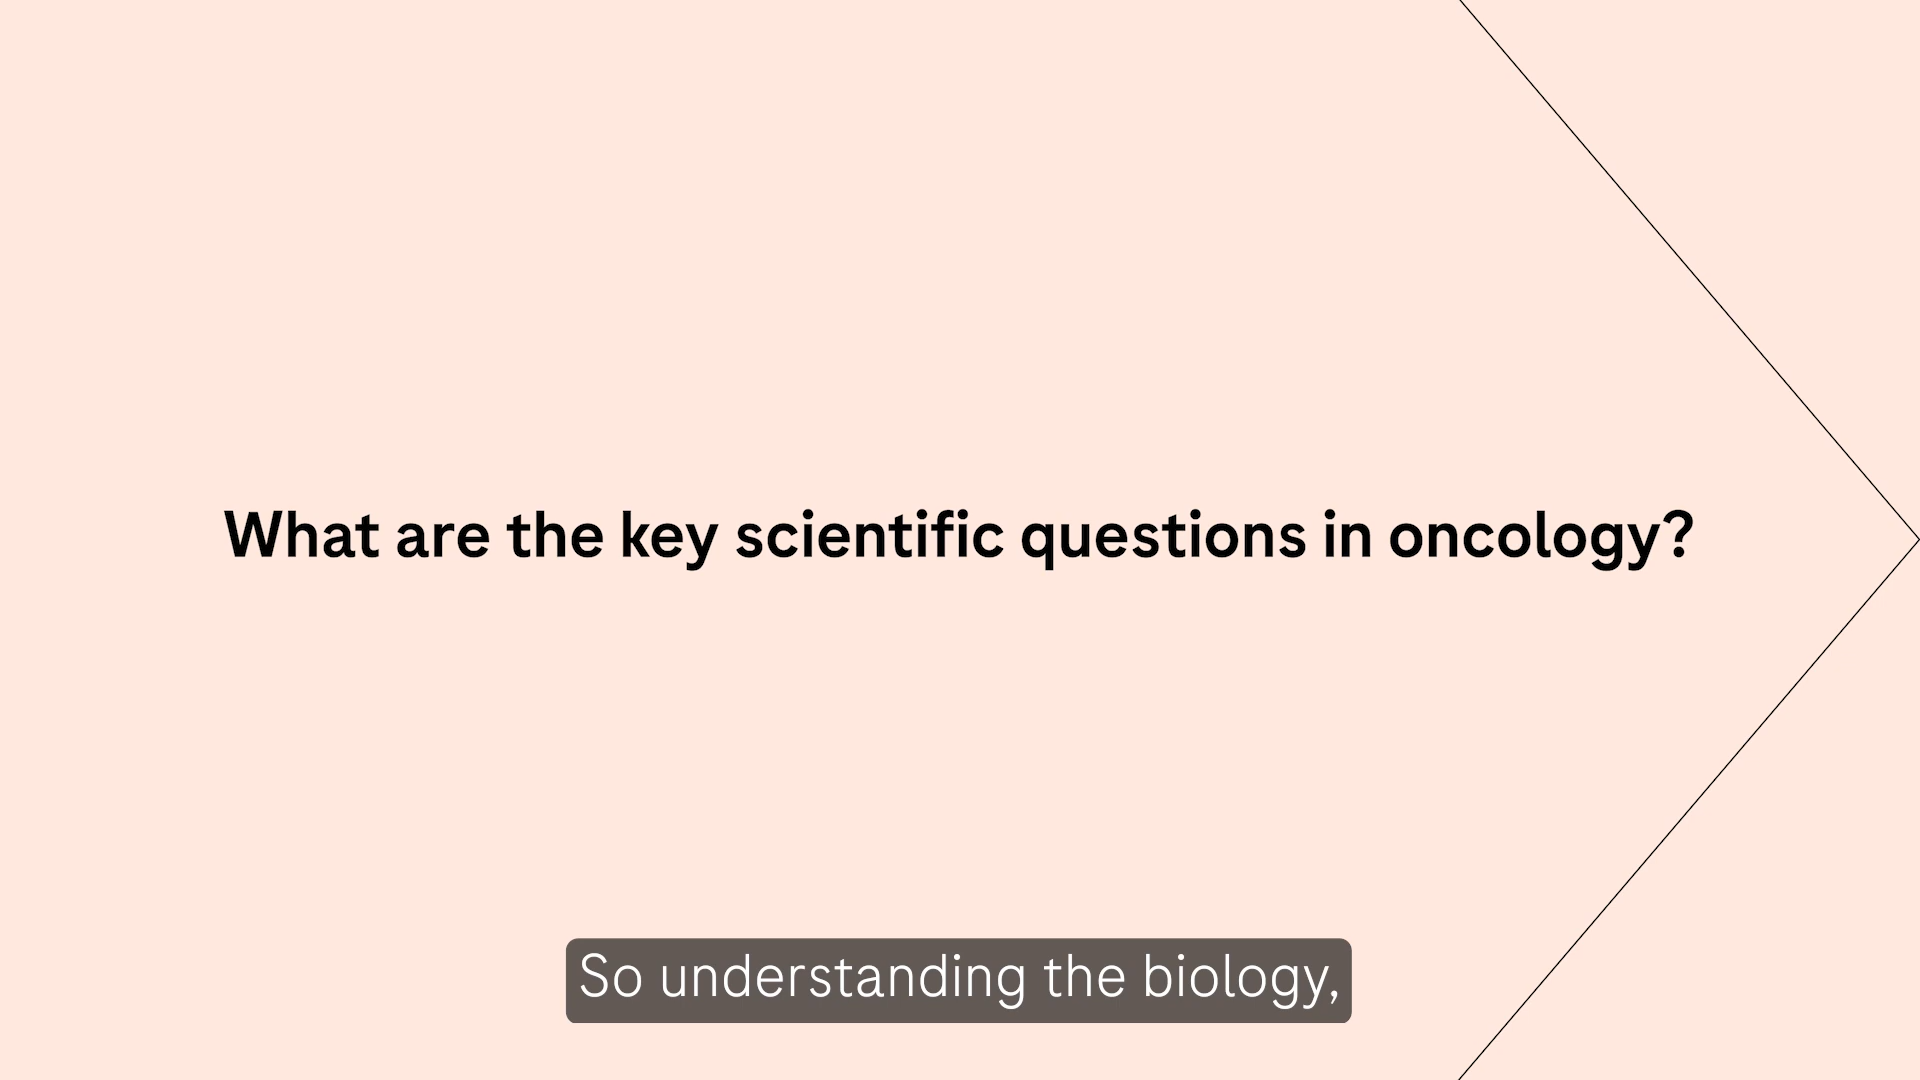 What are the key scientific questions in oncology?
So understanding the biology,